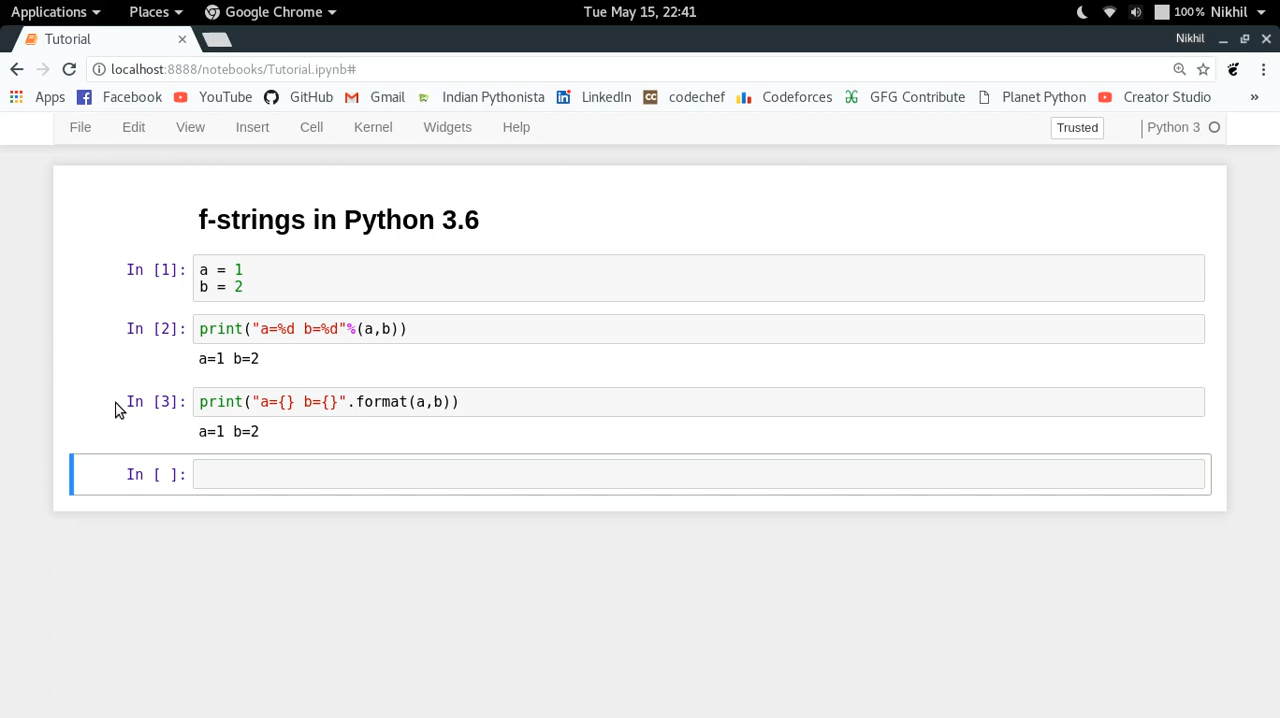 Applications Places Google Chrome Tue May 15, 22:41 100% Nikhil
Tutorial Nikhil
localhost:8888/notebooks/Tutorial.ipynb#
Apps Facebook YouTube GitHub Gmail Indian Pythonista LinkedIn CC codechef Codeforces GFG Contribute Planet Python Creator Studio »
File Edit View Insert Cell Kernel Widgets Help Trusted Python 3
f-strings in Python 3.6
In [1]: a = 1
b = 2
In [2]: print("a=%d b=%d"%(a,b))
a=1 b=2
In [3]: print("a={} b={}".format(a,b))
a=1 b=2
In [ ]: